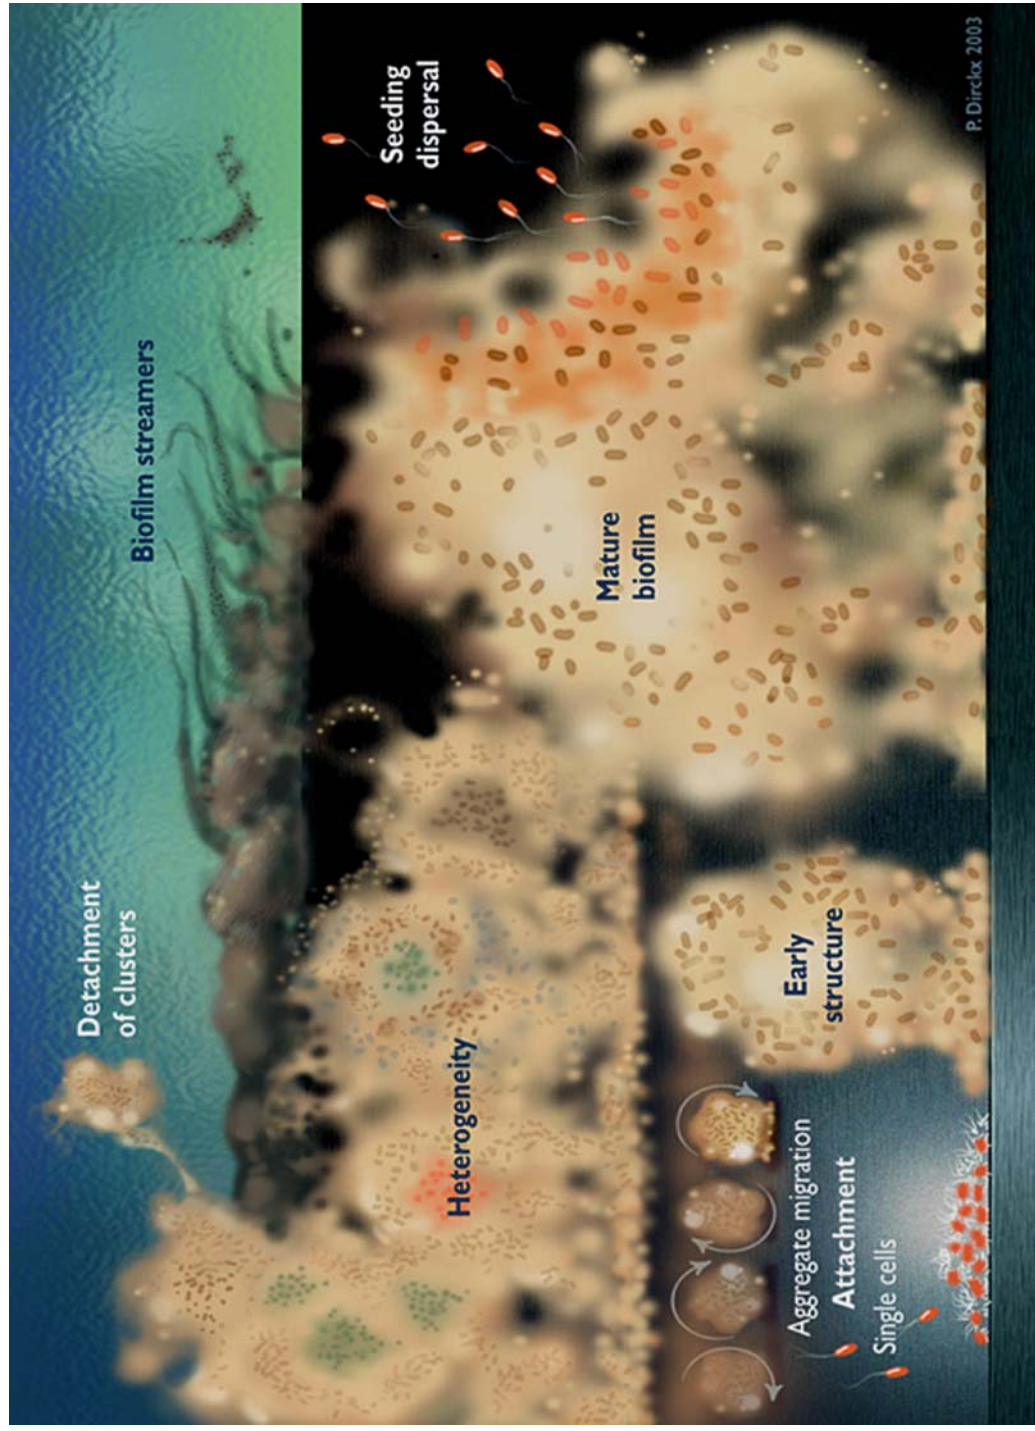 Detachment
of clusters
Biofilm streamers
Seeding
dispersal
Heterogeneity
Mature
biofilm
Aggregate migration
Attachment
Single cells
Early
structure
P. Dirckx 2003